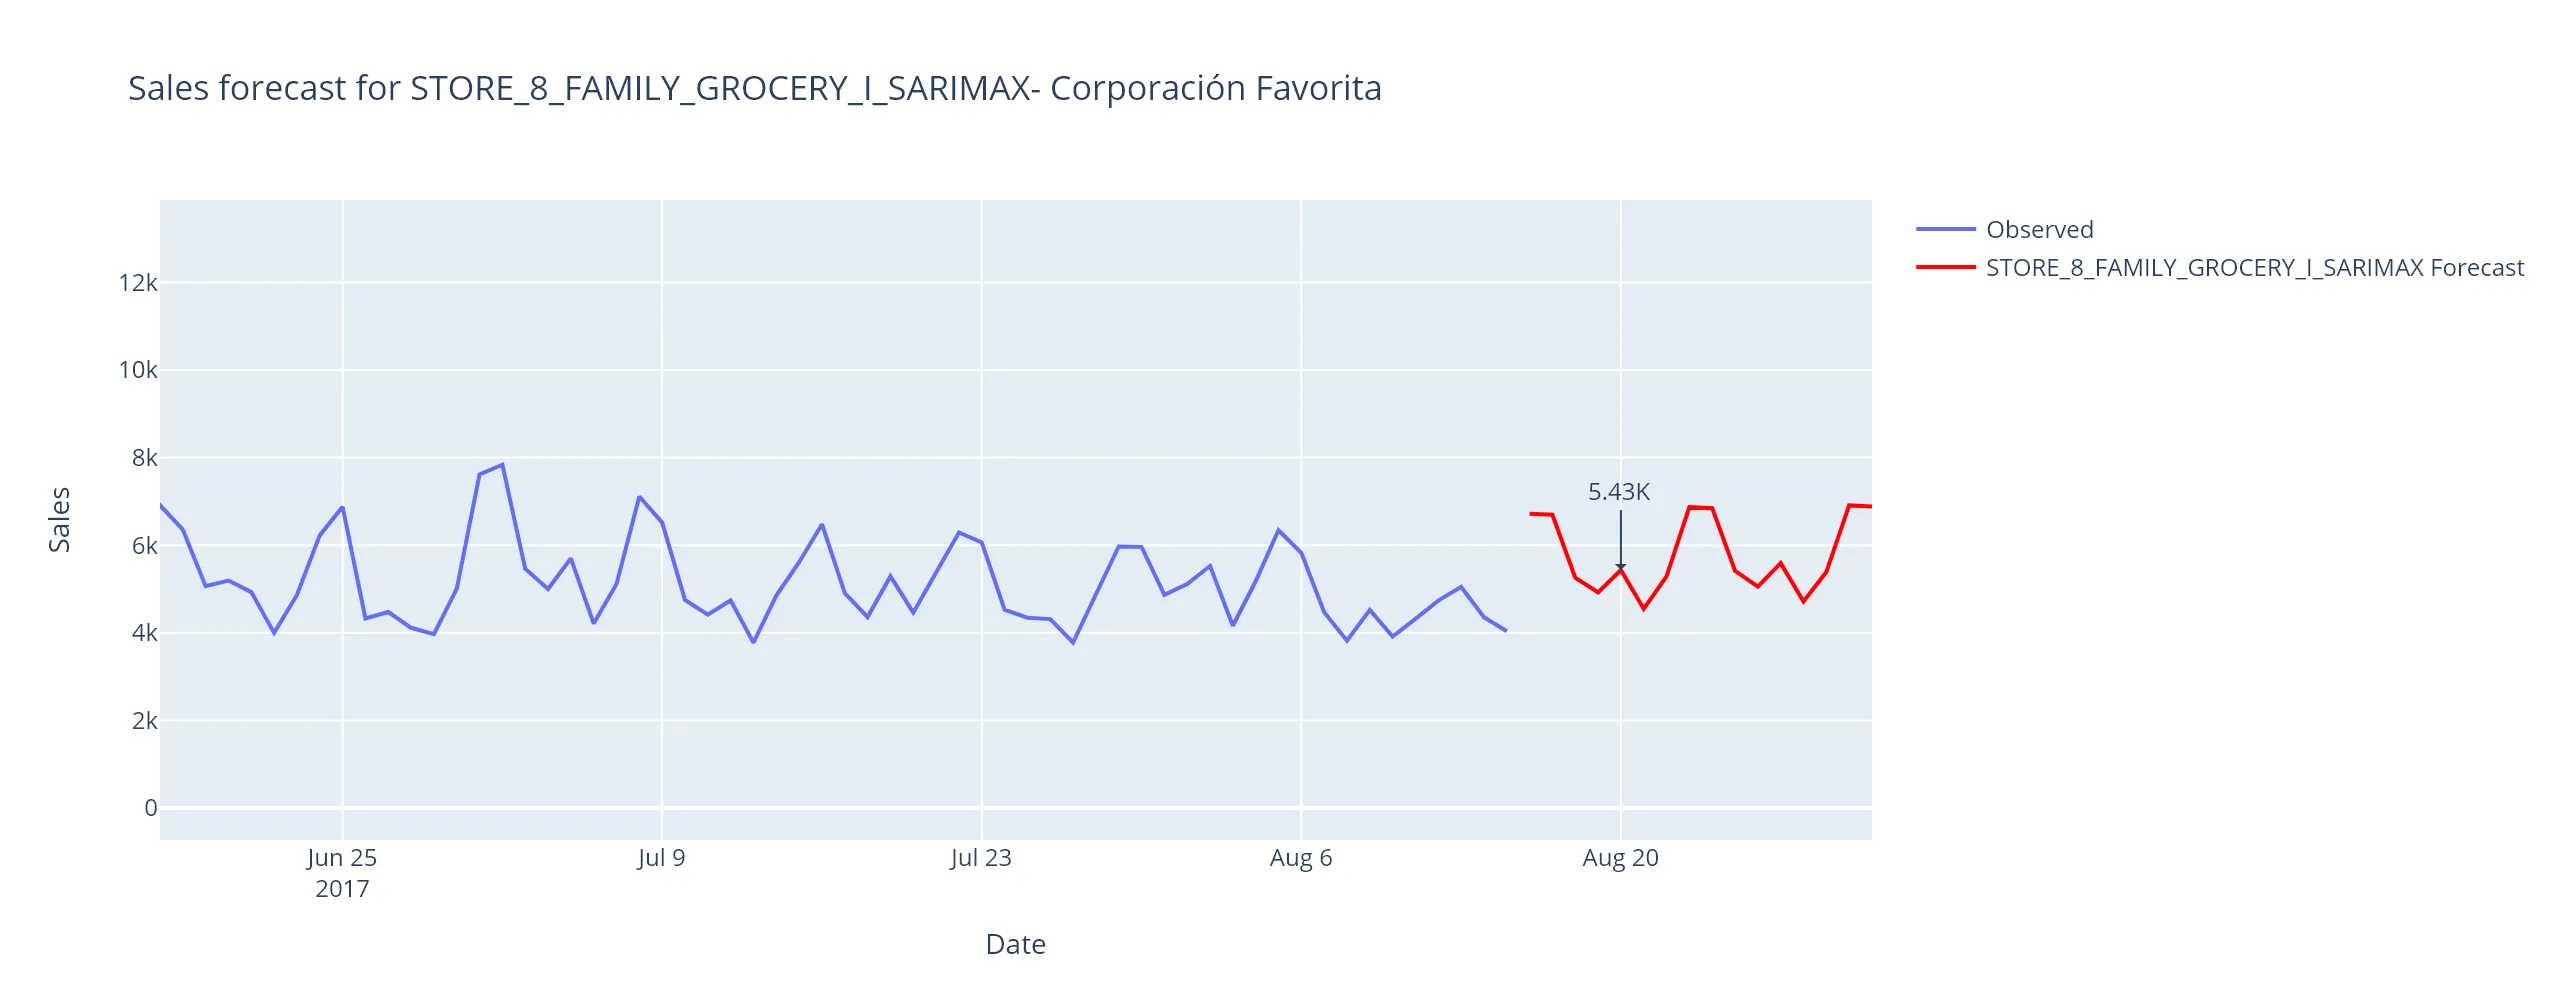 Sales forecast for STORE_8_FAMILY_GROCERY_I_SARIMAX- Corporación Favorita
Observed
STORE_8_FAMILY_GROCERY_I_SARIMAX Forecast
12k
10k
8k
6k
4k
2k
0
Sales
5.43K
Jun 25
2017
Jul 9
Jul 23
Aug 6
Aug 20
Date